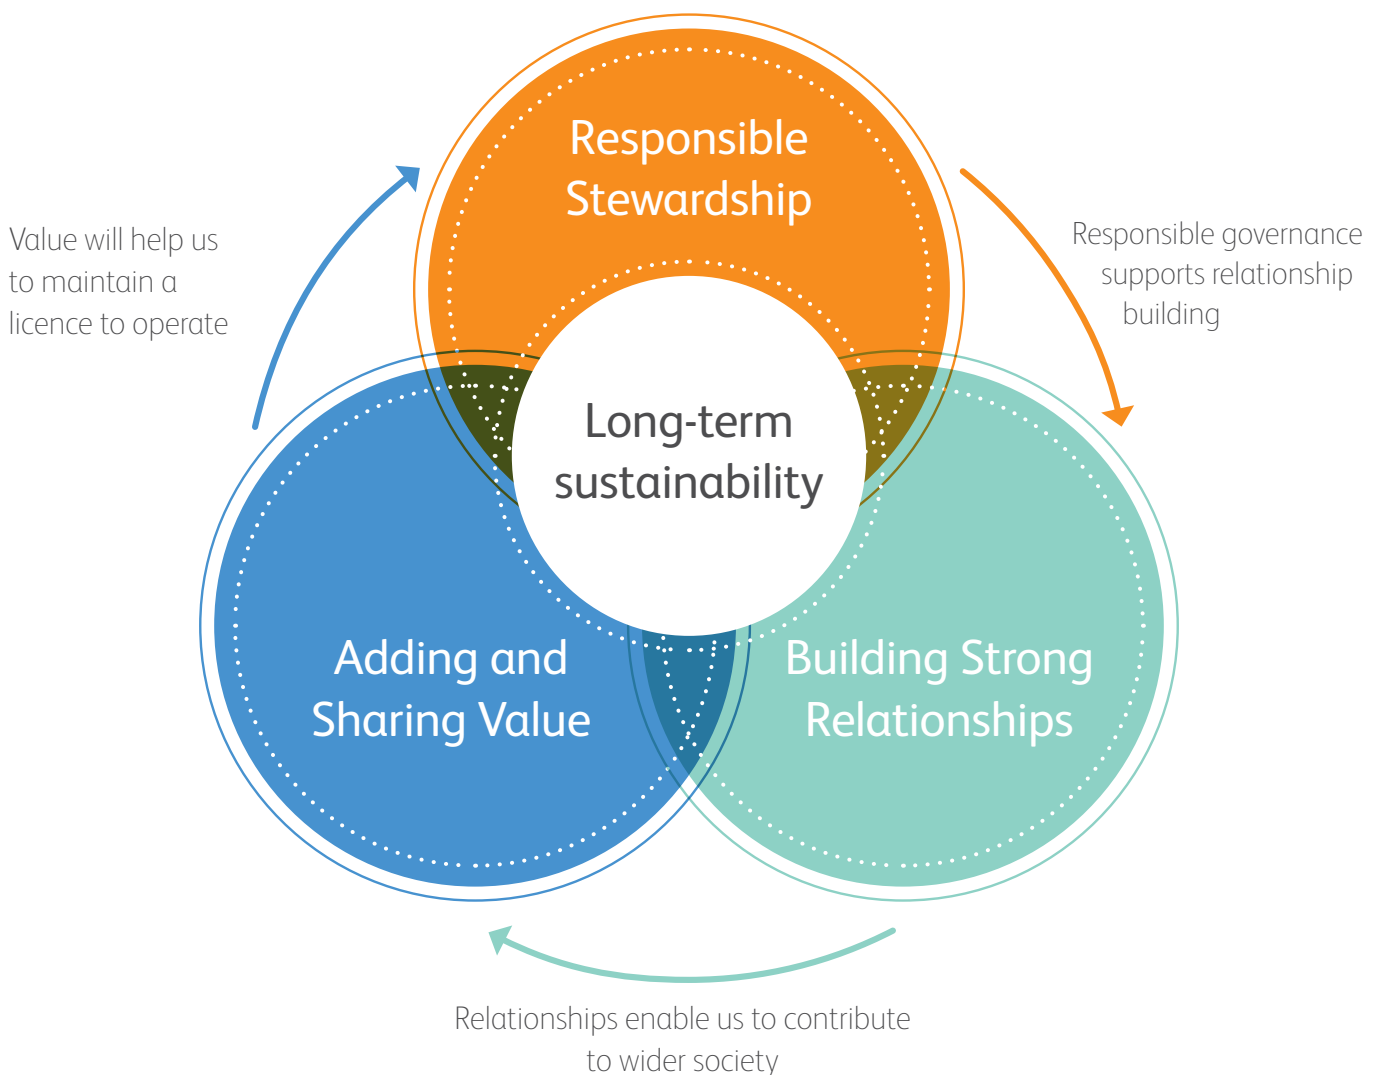 Responsible
Stewardship
Value will help us
to maintain a
licence to operate
Responsible governance
supports relationship
building
Long-term
sustainability
Adding and
Sharing Value
Building Strong
Relationships
Relationships enable us to contribute
to wider society